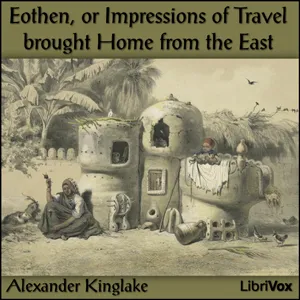 Eothen, or Impressions of Travel
brought Home from the East
Alexander Kinglake
LibriVox